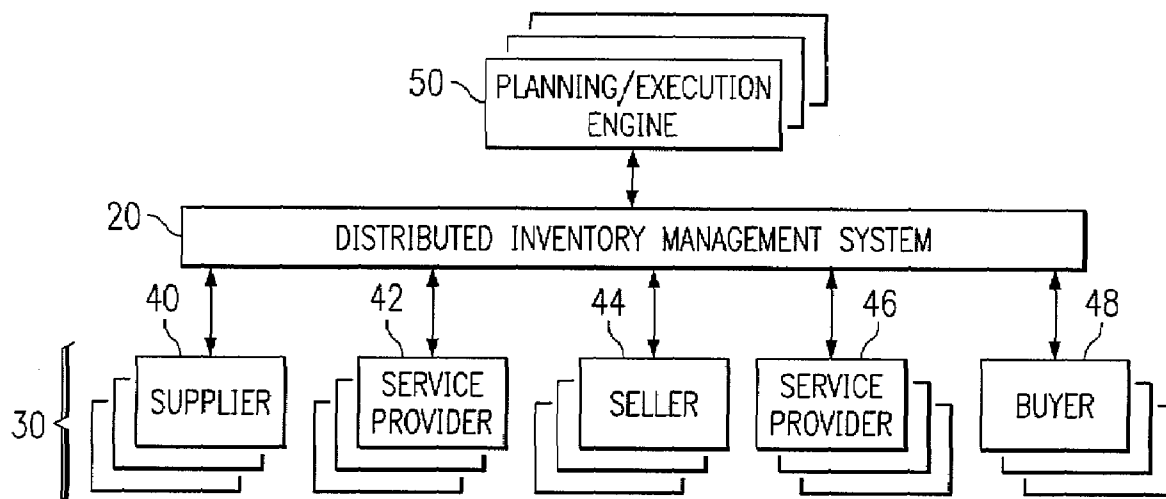 50
PLANNING/EXECUTION
ENGINE
20
DISTRIBUTED INVENTORY MANAGEMENT SYSTEM
40
42
44
46
48
30
SUPPLIER
SERVICE
PROVIDER
SELLER
SERVICE
PROVIDER
BUYER